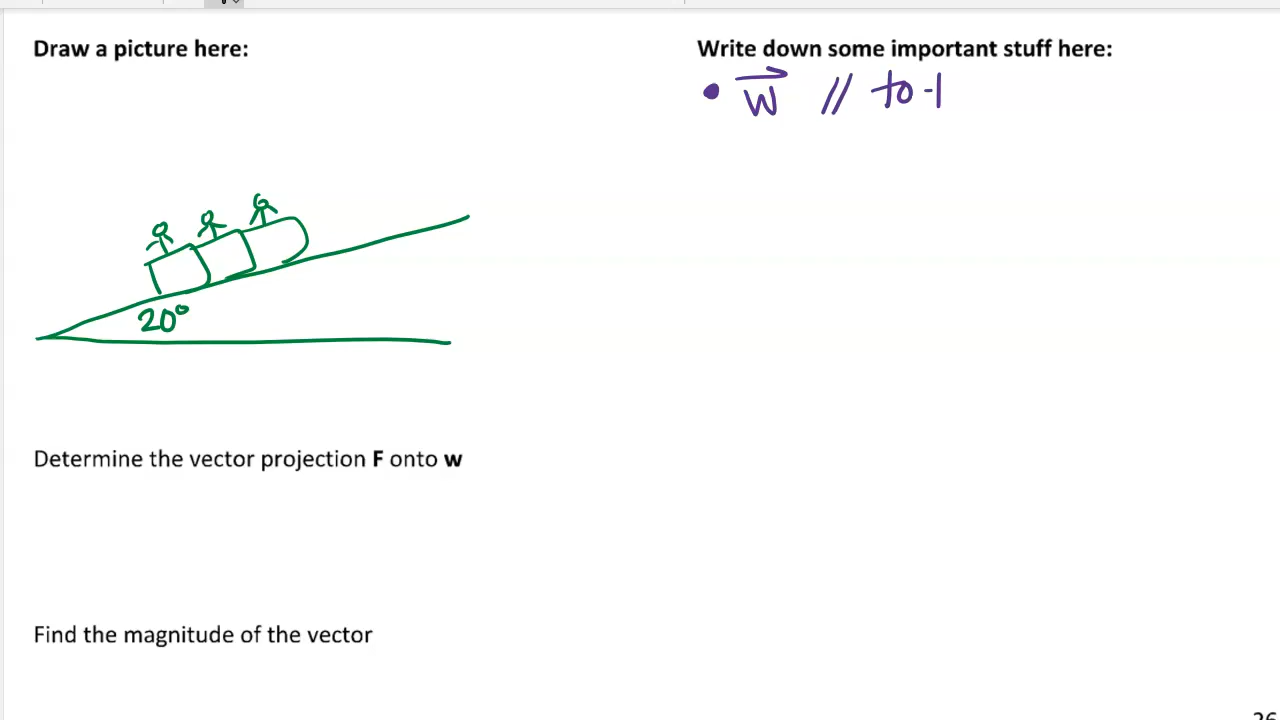 Draw a picture here:
Write down some important stuff here:
• w // to
20°
Determine the vector projection F onto w
Find the magnitude of the vector